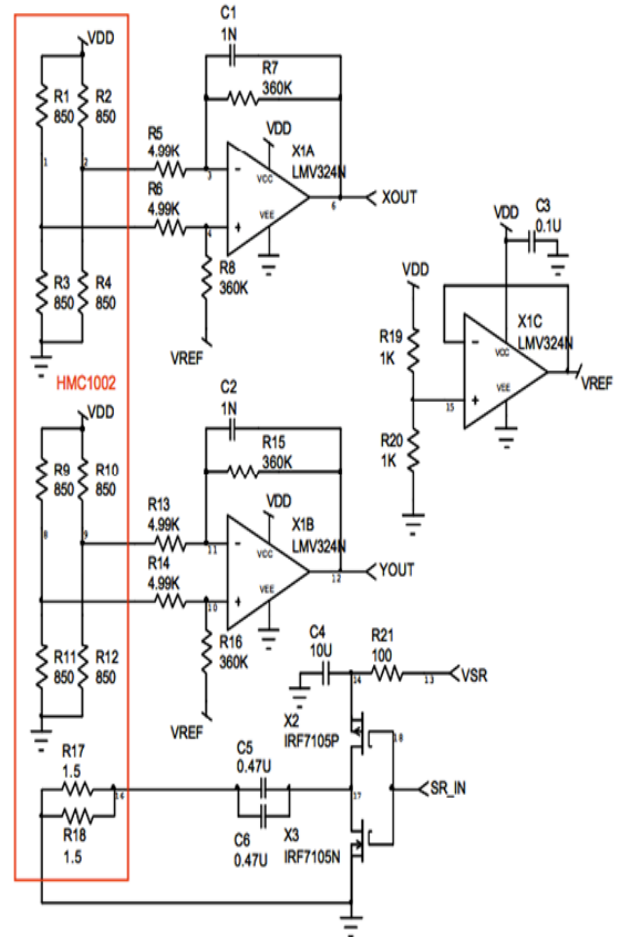 C1
1N
VDD
R7
360K
R1
850
R2
850
VDD
R5
4.99K
X1A
LMV324N
1
2
3
VCC
R6
4.99K
6
XOUT
4
VEE
C3
0.1U
VDD
R3
850
R4
850
R8
360K
VDD
VREF
R19
1K
X1C
LMV324N
VCC
HMC1002
VREF
VDD
C2
1N
15
VEE
R15
360K
R20
1K
R9
850
R10
850
VDD
R13
4.99K
X1B
LMV324N
8
9
11
VCC
R14
4.99K
12
YOUT
10
VEE
R11
850
R12
850
R16
360K
C4
10U
R21
100
14
13
VSR
VREF
X2
IRF7105P
18
R17
1.5
C5
0.47U
16
17
SR_IN
R18
1.5
C6
0.47U
X3
IRF7105N